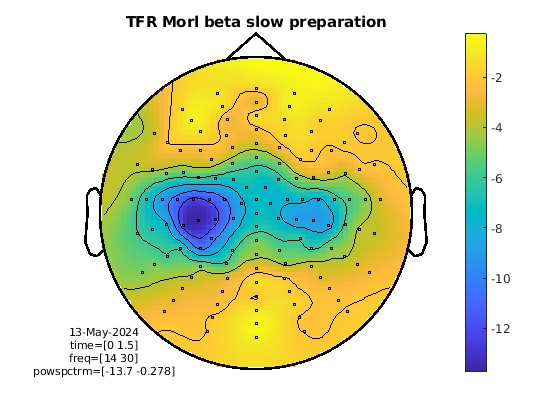 TFR Morl beta slow preparation
-2
-4
-6
-8
-10
-12
13-May-2024
time=[0 1.5]
freq=[14 30]
powspctrm=[-13.7 -0.278]